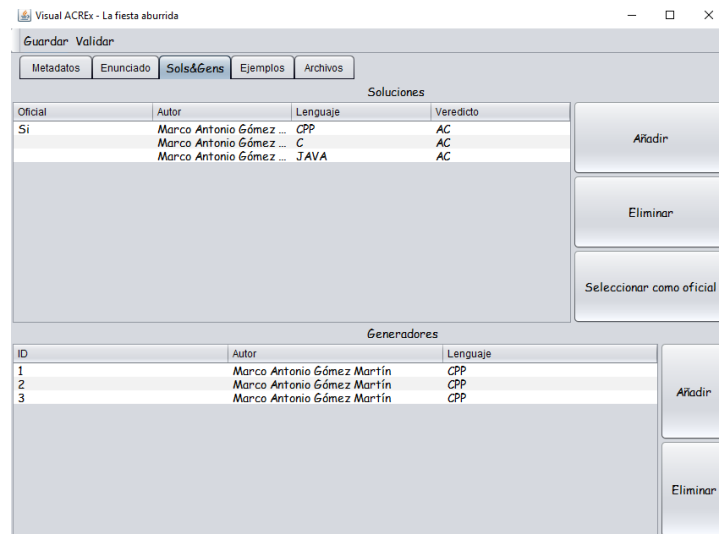 Visual ACREx - La fiesta aburrida
Guardar Validar
Metadatos Enunciado Sols&Gens Ejemplos Archivos
Soluciones
Oficial Autor Lenguaje Veredicto
Si Marco Antonio Gómez ... CPP AC
Marco Antonio Gómez ... C AC
Marco Antonio Gómez ... JAVA AC
Añadir
Eliminar
Seleccionar como oficial
Generadores
ID Autor Lenguaje
1 Marco Antonio Gómez Martín CPP
2 Marco Antonio Gómez Martín CPP
3 Marco Antonio Gómez Martín CPP
Añadir
Eliminar